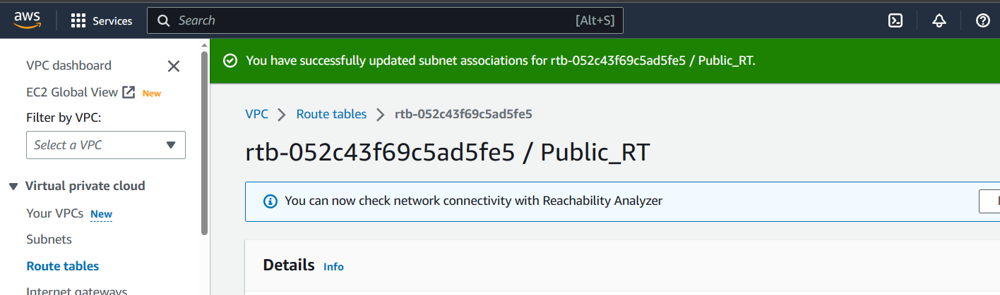 aws
Services
Search
[Alt+S]
VPC dashboard
EC2 Global View New
Filter by VPC:
Select a VPC
Virtual private cloud
Your VPCs New
Subnets
Route tables
Internet gateways
You have successfully updated subnet associations for rtb-052c43f69c5ad5fe5 / Public_RT.
VPC
Route tables
rtb-052c43f69c5ad5fe5
rtb-052c43f69c5ad5fe5 / Public_RT
You can now check network connectivity with Reachability Analyzer
Details Info